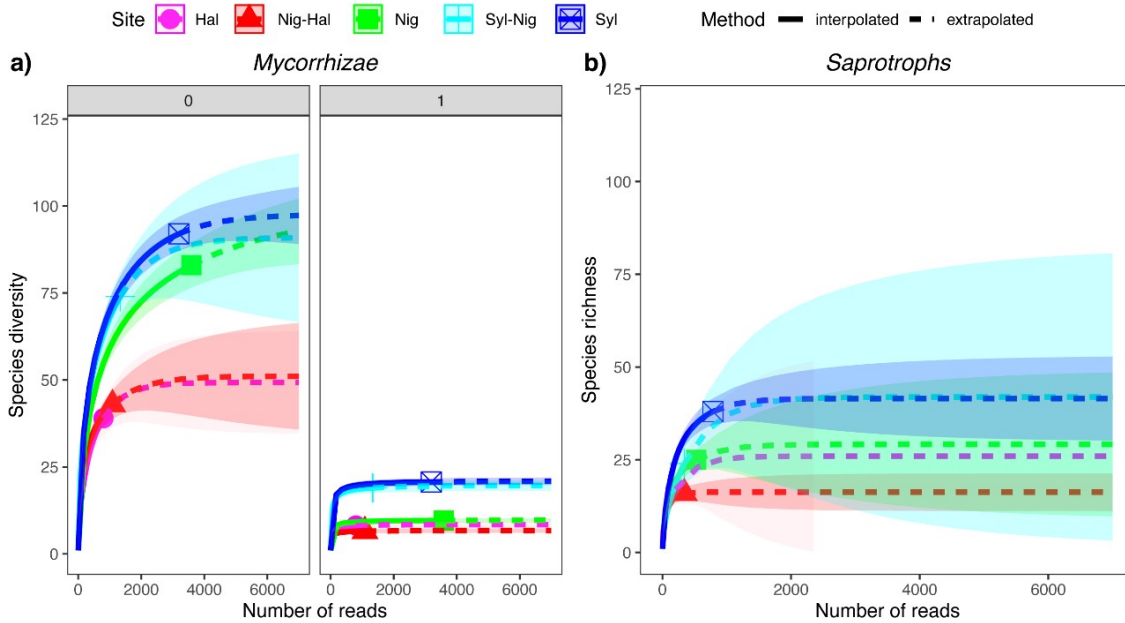 Site Hal Nig-Hal Nig Syl-Nig Syl Method interpolated extrapolated
a) Mycorrhizae b) Saprotrophs
0 1
125 125
100 100
75 75
50 50
25 25
0 0
Species diversity
Species richness
0 2000 4000 6000 0 2000 4000 6000 0 2000 4000 6000
Number of reads Number of reads